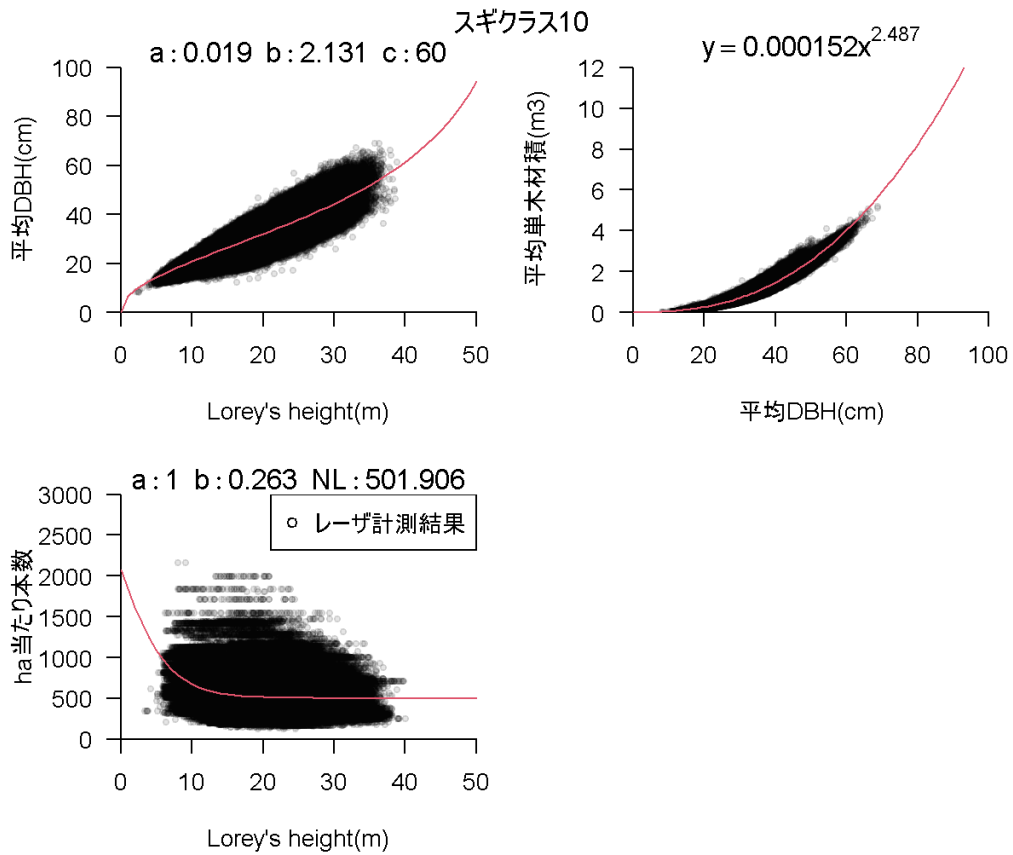 スギクラス10
a : 0.019 b : 2.131 c : 60
100
80
60
40
20
0
平均DBH(cm)
0 10 20 30 40 50
Lorey's height(m)
y = 0.000152x^2.487
12
10
8
6
4
2
0
平均単木材積(m3)
0 20 40 60 80 100
平均DBH(cm)
a : 1 b : 0.263 NL : 501.906
3000
2500
2000
1500
1000
500
0
ha当たり本数
レーザ計測結果
0 10 20 30 40 50
Lorey's height(m)